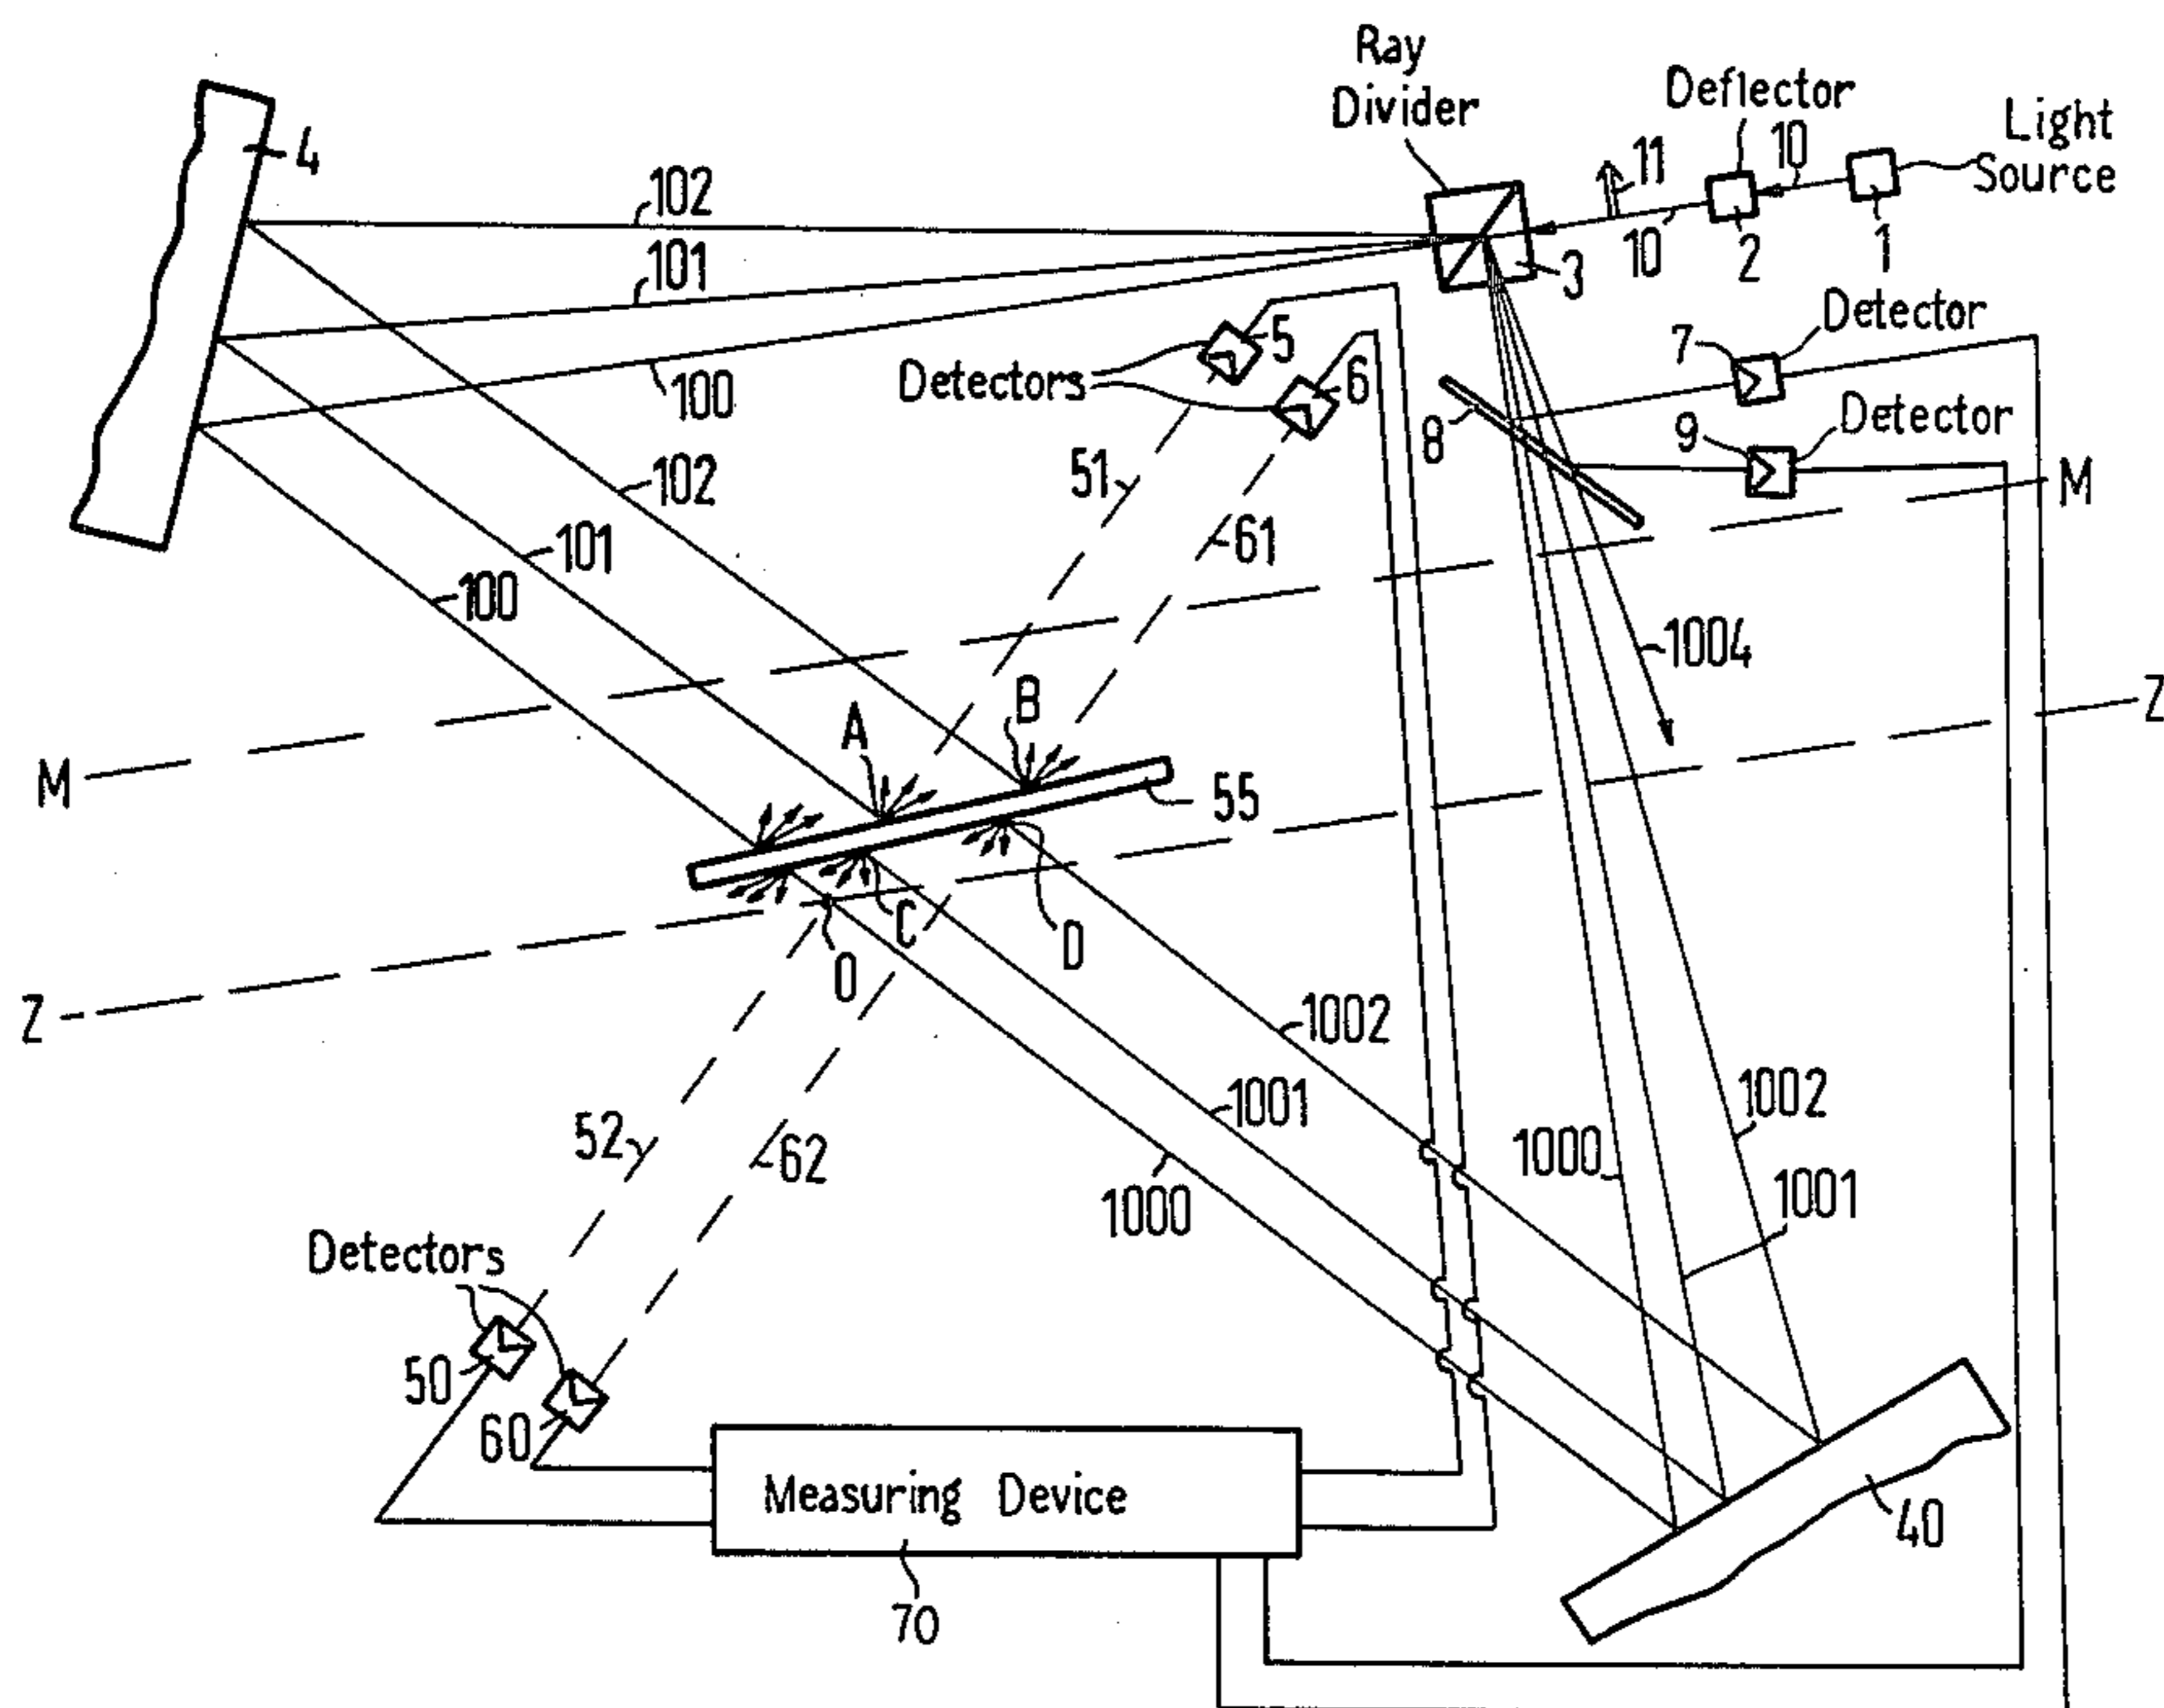 Ray
Divider
Deflector
Light
Source
10
11
1
2
10
3
4
102
101
100
Detectors
5
6
7
Detector
8
9
Detector
M
51
61
102
101
100
1004
Z
A
B
55
M
C
D
0
Z
1002
1001
1000
52
62
1000
1002
1001
Detectors
50
60
Measuring Device
70
40